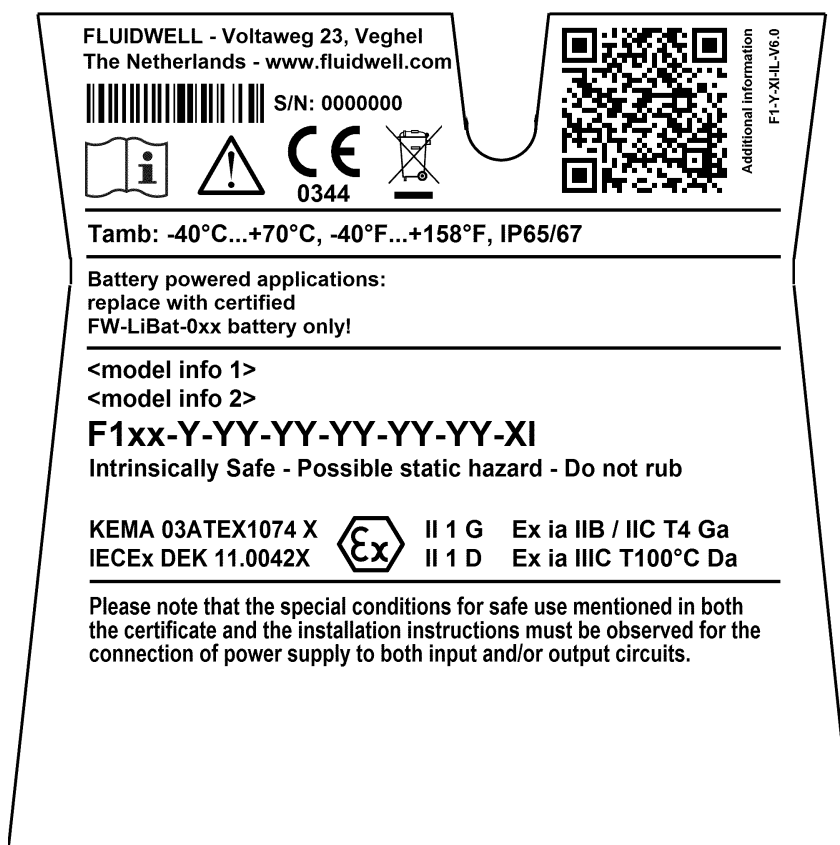 FLUIDWELL - Voltaweg 23, Veghel
The Netherlands - www.fluidwell.com
S/N: 0000000
i
!
CE
0344
Additional information
F1-Y-XI-IL-V6.0
Tamb: -40°C...+70°C, -40°F...+158°F, IP65/67
Battery powered applications:
replace with certified
FW-LiBat-0xx battery only!
<model info 1>
<model info 2>
F1xx-Y-YY-YY-YY-YY-YY-XI
Intrinsically Safe - Possible static hazard - Do not rub
KEMA 03ATEX1074 X
IECEx DEK 11.0042X
Ex
II 1 G Ex ia IIB / IIC T4 Ga
II 1 D Ex ia IIIC T100°C Da
Please note that the special conditions for safe use mentioned in both
the certificate and the installation instructions must be observed for the
connection of power supply to both input and/or output circuits.